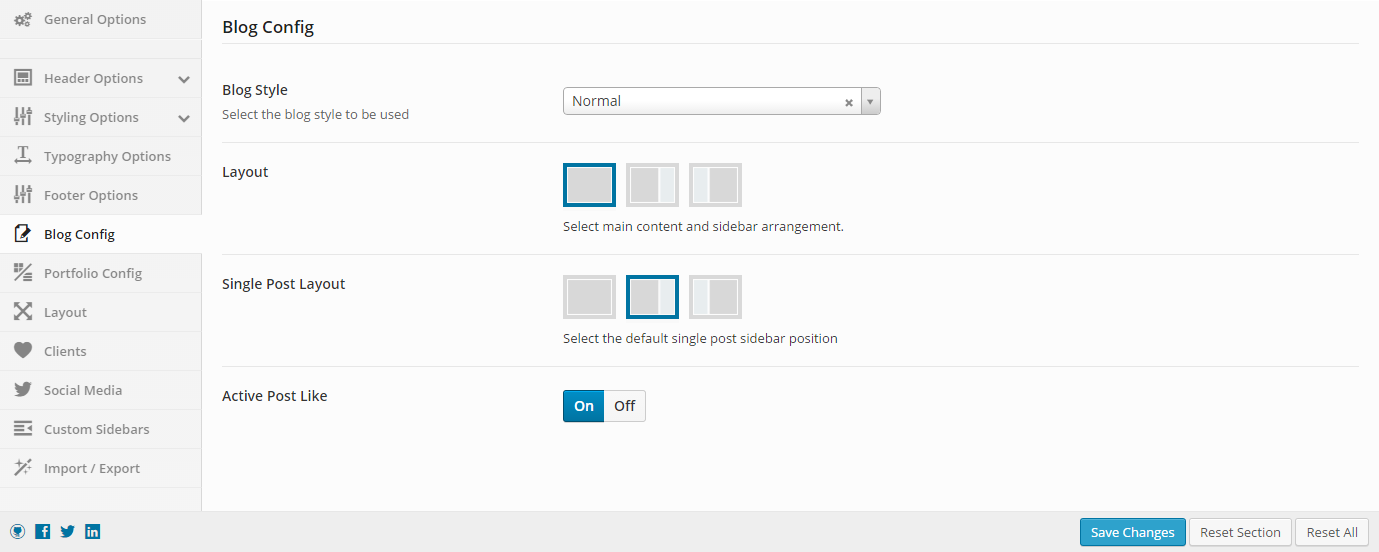 General Options
Header Options
Styling Options
Typography Options
Footer Options
Blog Config
Portfolio Config
Layout
Clients
Social Media
Custom Sidebars
Import / Export
Blog Config
Blog Style
Select the blog style to be used
Normal
Layout
Select main content and sidebar arrangement.
Single Post Layout
Select the default single post sidebar position
Active Post Like
On Off
Save Changes Reset Section Reset All